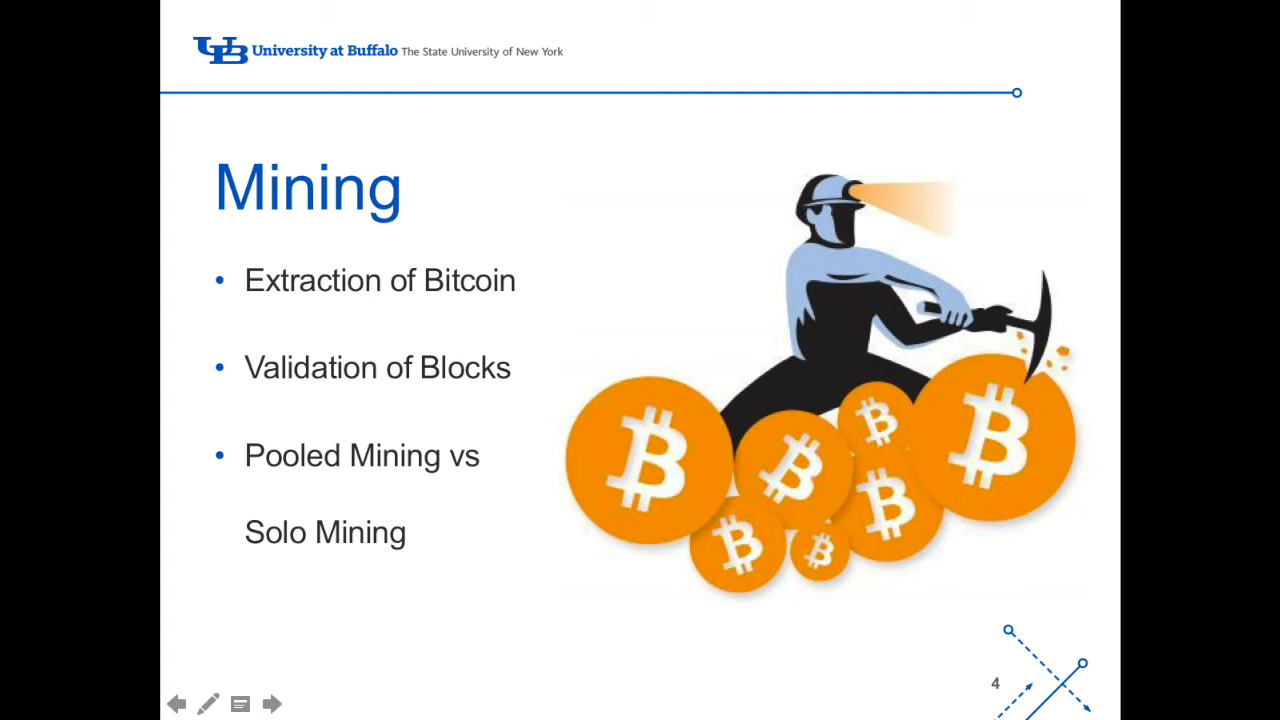 University at Buffalo The State University of New York
Mining
• Extraction of Bitcoin
• Validation of Blocks
• Pooled Mining vs
Solo Mining
4